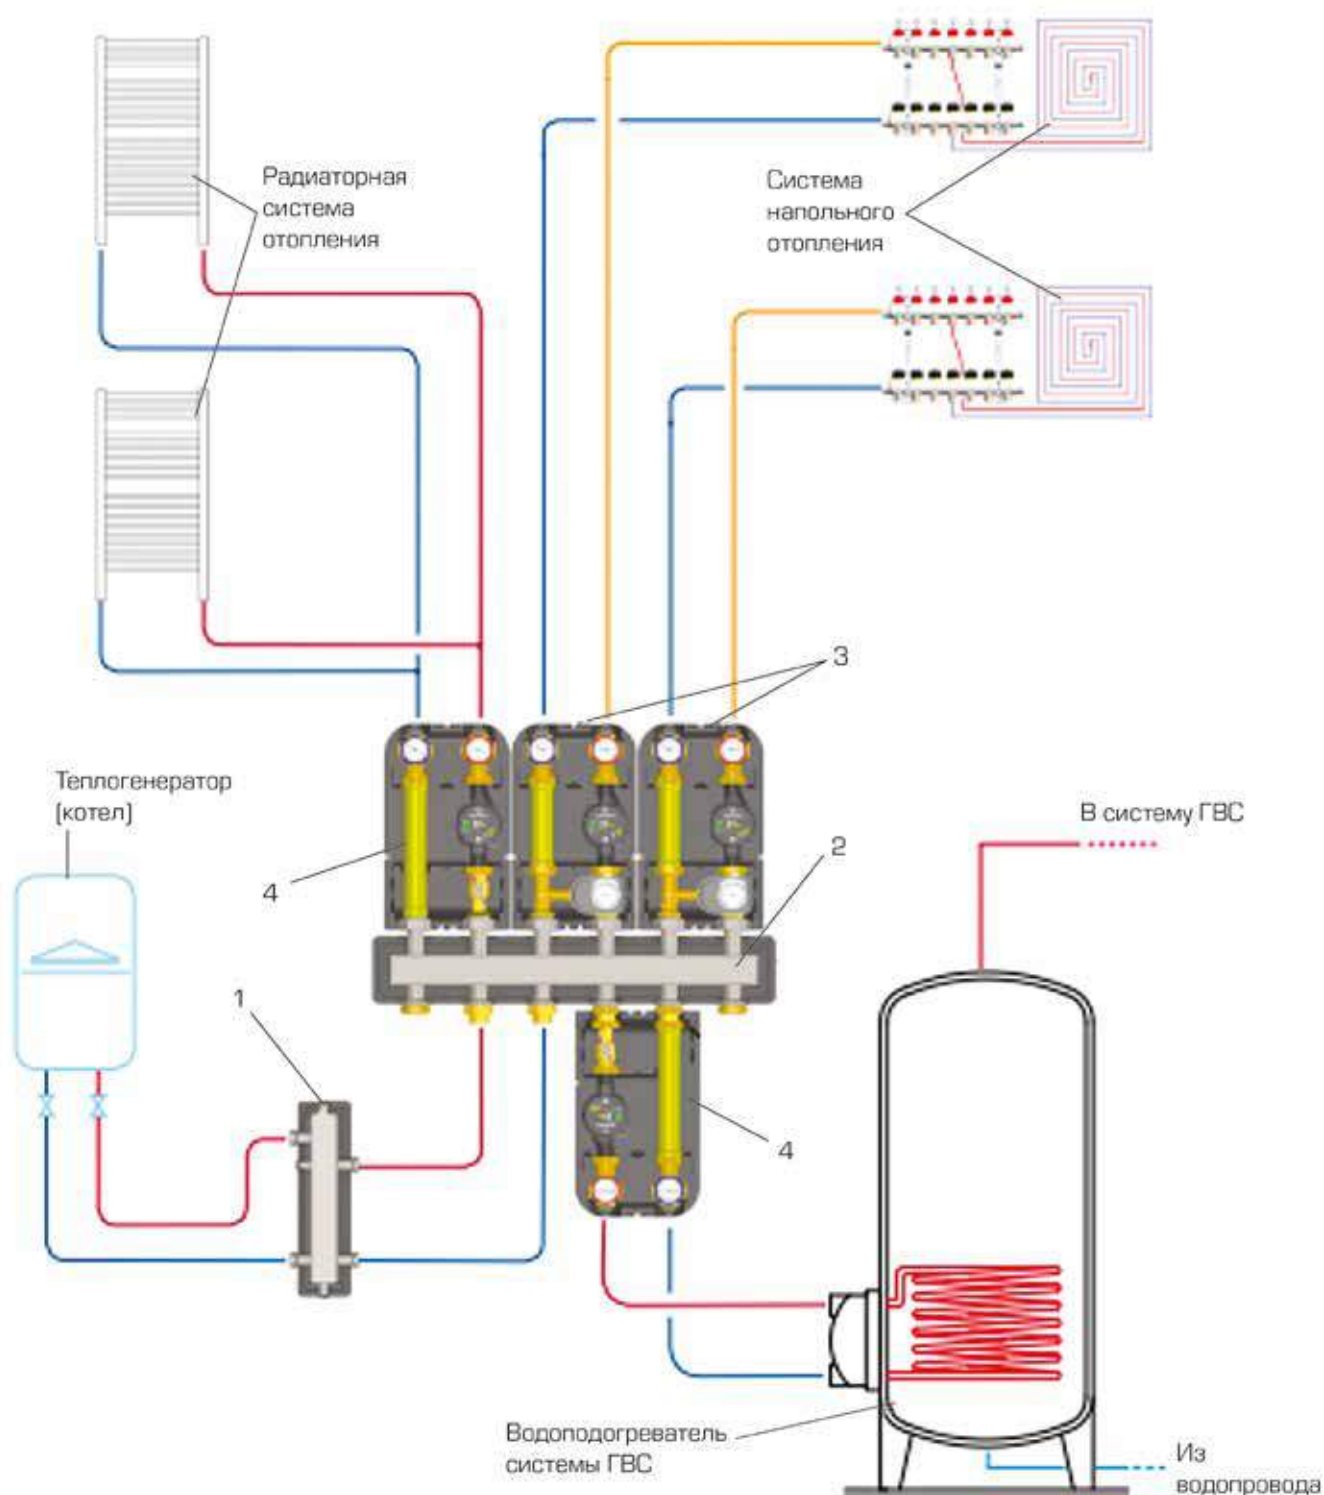 Радиаторная
система
отопления
Система
напольного
отопления
3
Теплогенератор
(котел)
В систему ГВС
2
4
1
4
Водоподогреватель
системы ГВС
Из
водопровода